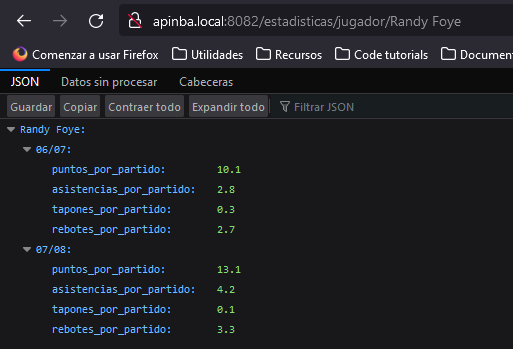 apinba.local:8082/estadisticas/jugador/Randy Foye
Comenzar a usar Firefox Utilidades Recursos Code tutorials Document
JSON Datos sin procesar Cabeceras
Guardar Copiar Contraer todo Expandir todo Filtrar JSON
Randy Foye:
06/07:
puntos_por_partido: 10.1
asistencias_por_partido: 2.8
tapones_por_partido: 0.3
rebotes_por_partido: 2.7
07/08:
puntos_por_partido: 13.1
asistencias_por_partido: 4.2
tapones_por_partido: 0.1
rebotes_por_partido: 3.3